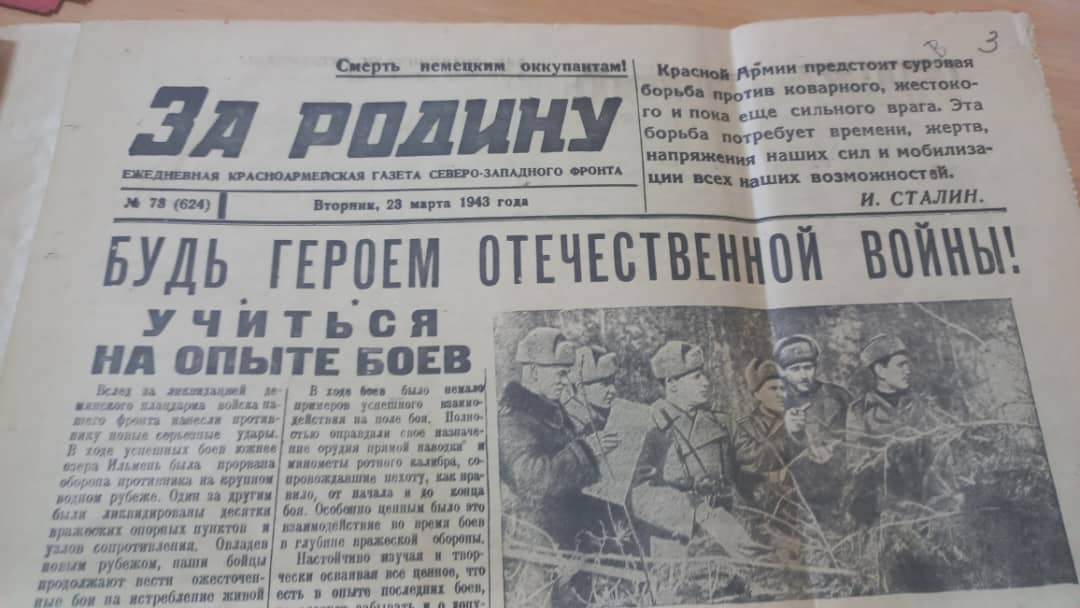 В 3
Смерть немецким оккупантам!
ЗА РОДИНУ
ЕЖЕДНЕВНАЯ КРАСНОАРМЕЙСКАЯ ГАЗЕТА СЕВЕРО-ЗАПАДНОГО ФРОНТА
№ 73 (624)
Вторник, 23 марта 1943 года
Красной Армии предстоит суровая
борьба против коварного, жестоко-
го и пока еще сильного врага. Эта
борьба потребует времени, жертв,
напряжения наших сил и мобилиза-
ции всех наших возможностей.
И. СТАЛИН.
БУДЬ ГЕРОЕМ ОТЕЧЕСТВЕННОЙ ВОЙНЫ!
УЧИТЬСЯ
НА ОПЫТЕ БОЕВ
Вслед за ликвидацией де-
мянского плацдарма войска на-
шего фронта нанесли против-
нику новые серьезные удары.
В ходе успешных боев южнее
озера Ильмень была прорвана
оборона противника на крупном
водном рубеже. Один за другим
были ликвидированы десятки
вражеских опорных пунктов и
узлов сопротивления. Овладев
новым рубежом, наши бойцы
продолжают вести ожесточен-
ные бои на истребление живой
В ходе боев было немало
примеров успешного взаимо-
действия на поле боя. Полно-
стью оправдали свое назначе-
ние орудия прямой наводки и
минометы ротного калибра, со-
провождавшие пехоту, как пра-
вило, от начала и до конца
боя. Особенно ценным было это
взаимодействие во время боев
в глубине вражеской обороны.
Настойчиво изучая и твор-
чески осваивая все ценное, что
есть в опыте последних боев,
забывать и о